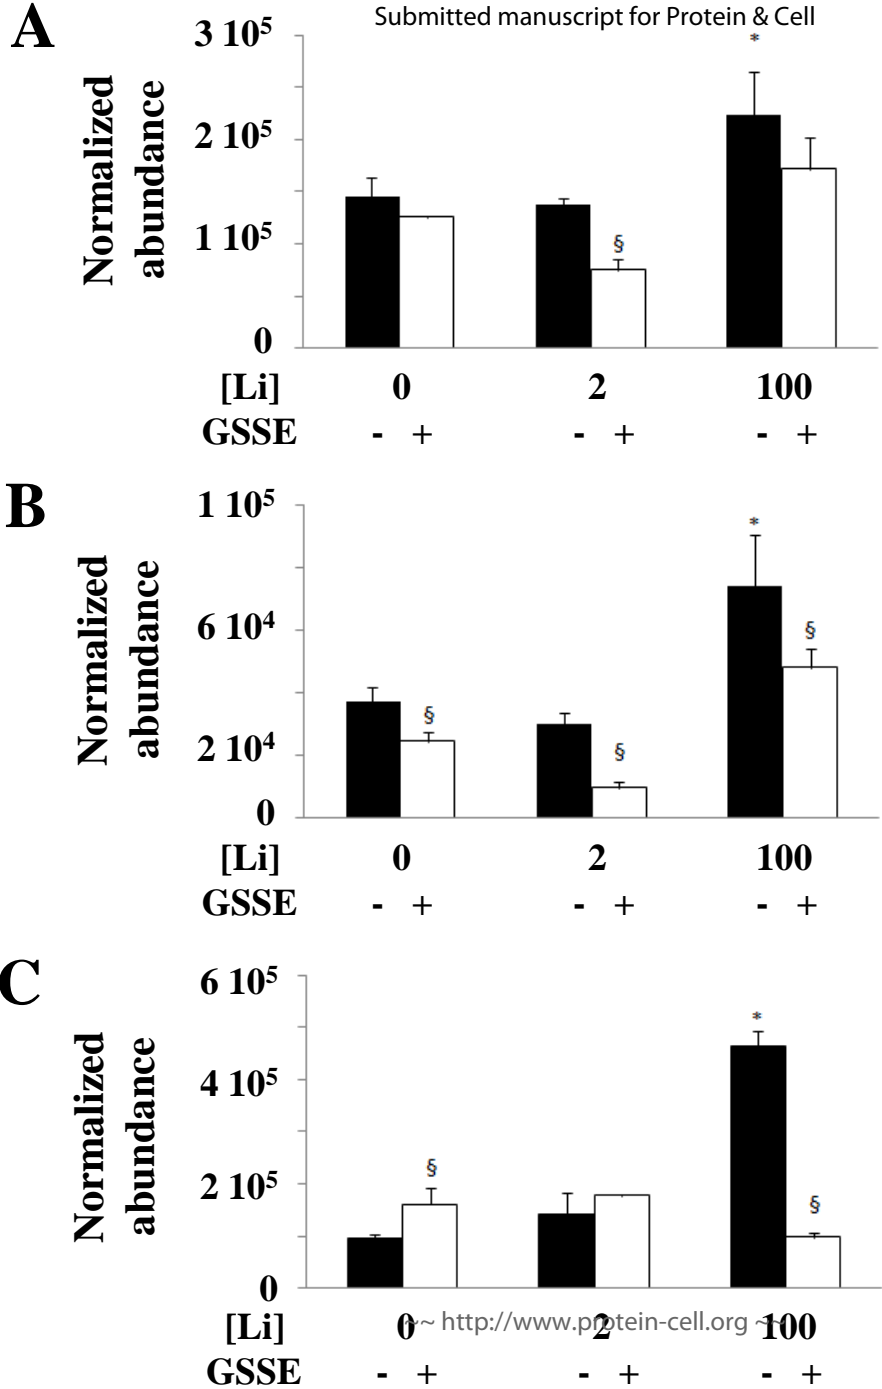 Submitted manuscript for Protein & Cell
A
Normalized
abundance
3 10⁵
2 10⁵
1 10⁵
0
*
§
[Li] 0 2 100
GSSE - + - + - +
B
Normalized
abundance
1 10⁵
6 10⁴
2 10⁴
0
*
§
§
§
[Li] 0 2 100
GSSE - + - + - +
C
Normalized
abundance
6 10⁵
4 10⁵
2 10⁵
0
*
§
§
[Li] 0 2 100
~~ http://www.protein-cell.org ~~
GSSE - + - + - +